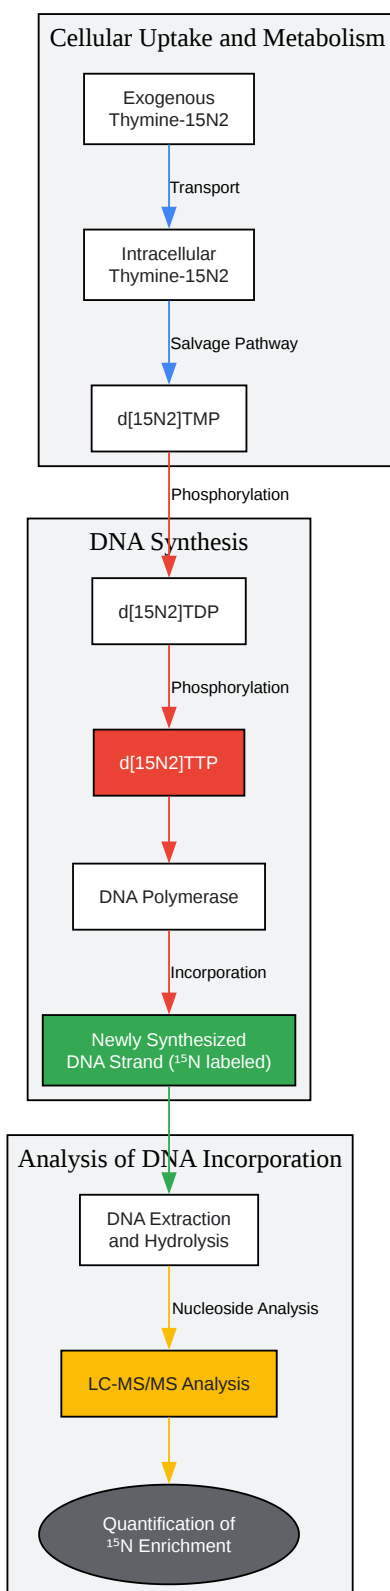 Cellular Uptake and Metabolism
Exogenous
Thymine-15N2
Transport
Intracellular
Thymine-15N2
Salvage Pathway
d[15N2]TMP
Phosphorylation
DNA Synthesis
d[15N2]TDP
Phosphorylation
d[15N2]TTP
DNA Polymerase
Incorporation
Newly Synthesized
DNA Strand (¹⁵N labeled)
Analysis of DNA Incorporation
DNA Extraction
and Hydrolysis
Nucleoside Analysis
LC-MS/MS Analysis
Quantification of
¹⁵N Enrichment